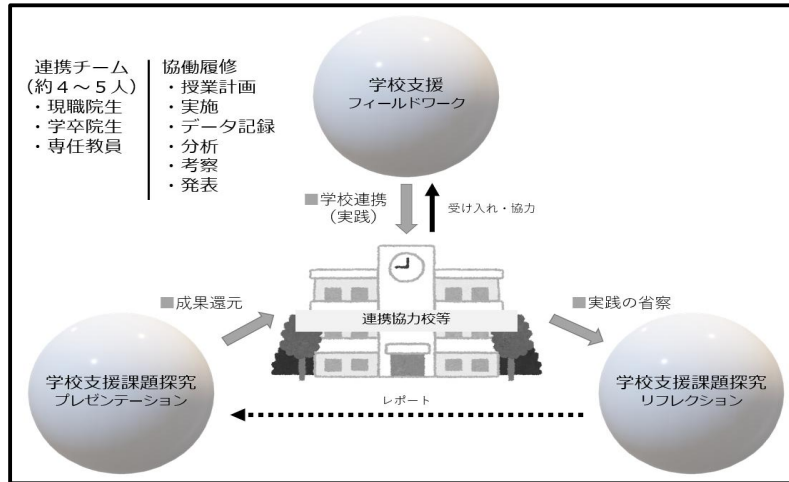 連携チーム
(約4～5人)
・現職院生
・学卒院生
・専任教員
協働履修
・授業計画
・実施
・データ記録
・分析
・考察
・発表
学校支援
フィールドワーク
■学校連携
（実践）
受け入れ・協力
■成果還元
連携協力校等
■実践の省察
学校支援課題探究
プレゼンテーション
レポート
学校支援課題探究
リフレクション